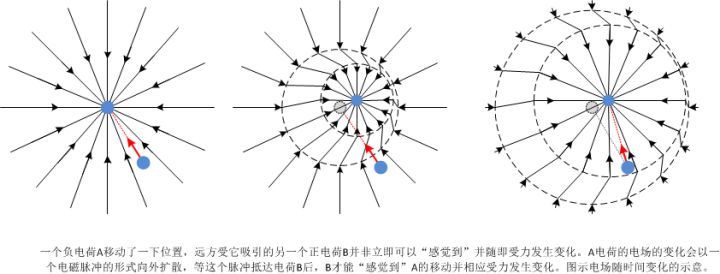 一个负电荷A移动了一下位置，远方受它吸引的另一个正电荷B并非立即可以“感觉到”并随即受力发生变化。A电荷的电场的变化会以一
个电磁脉冲的形式向外扩散，等这个脉冲抵达电荷B后，B才能“感觉到”A的移动并相应受力发生变化。图示电场随时间变化的示意。